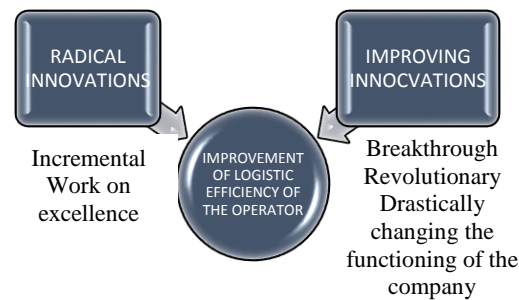 RADICAL
INNOVATIONS
IMPROVING
INNOCVATIONS
Incremental
Work on
excellence
IMPROVEMENT
OF LOGISTIC
EFFICIENCY OF
THE OPERATOR
Breakthrough
Revolutionary
Drastically
changing the
functioning of the
company